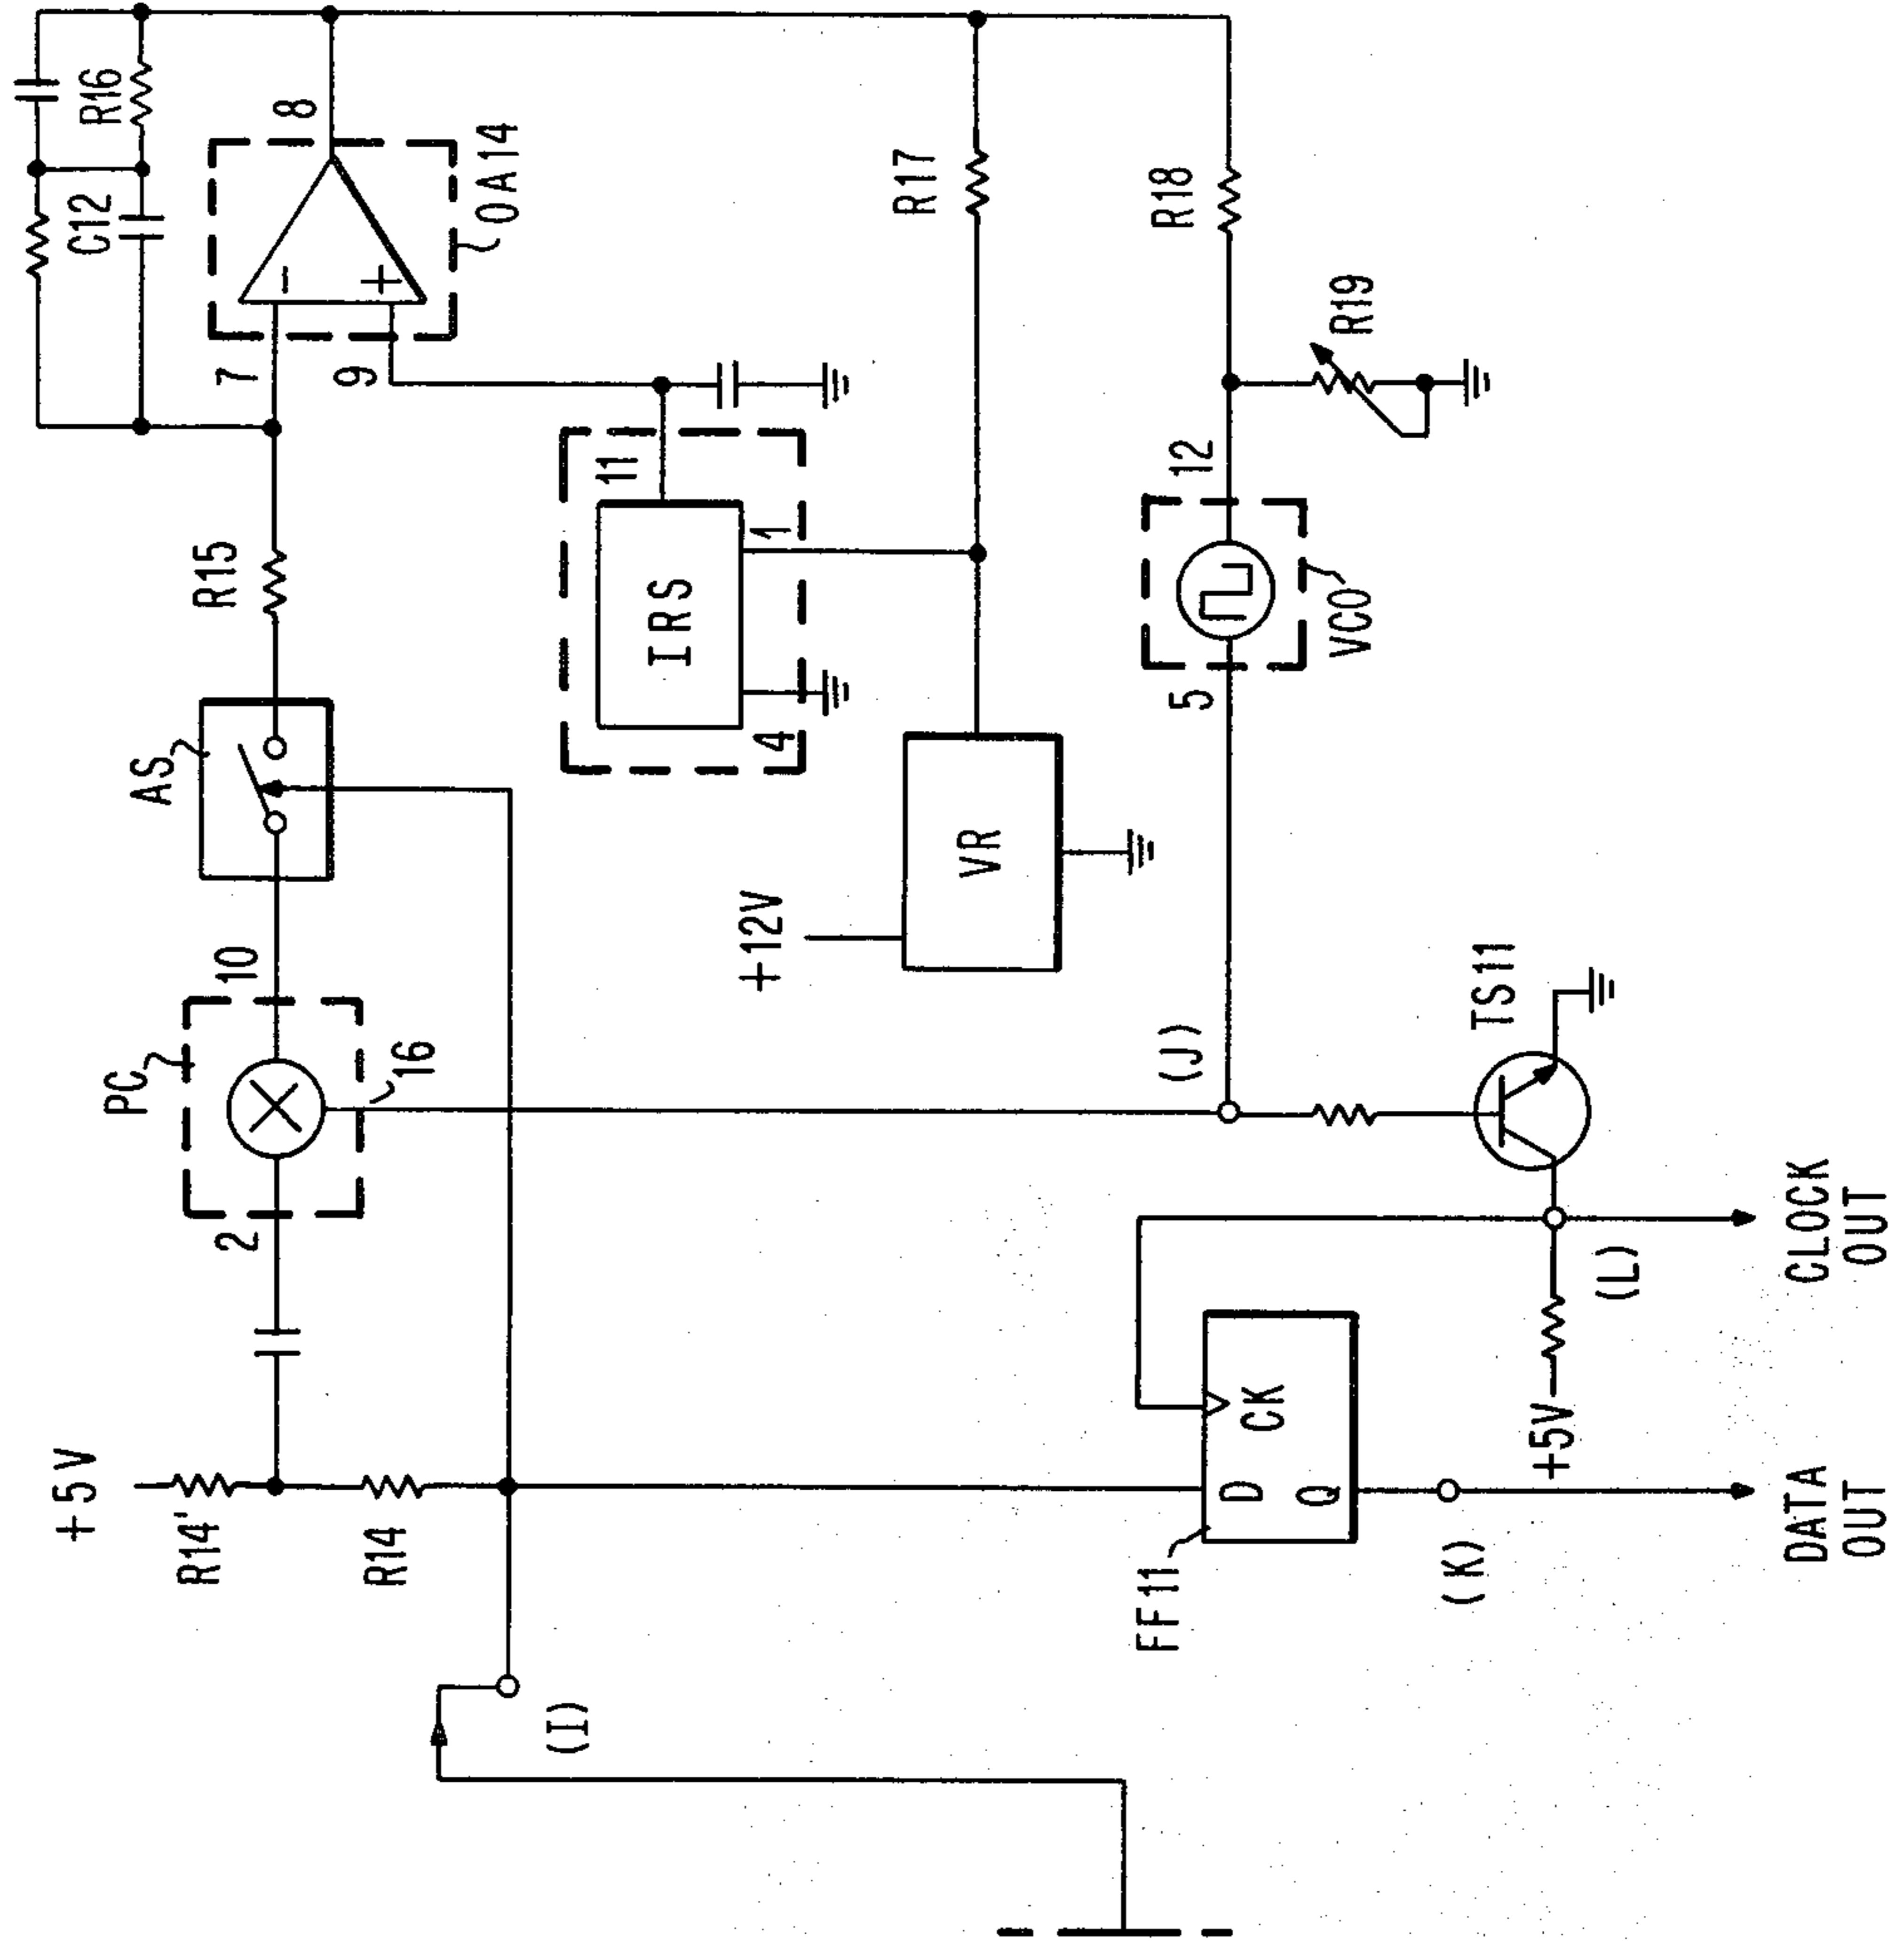 +5V
R14'
R14
(I)
2
PC
10
16
AS
R15
C12
R16
7
-
8
9
+
OA14
IRS
11
1
4
+12V
VR
R17
R18
R19
12
VCO
5
(J)
TS11
FF11
D
CK
Q
(K)
+5V
(L)
DATA
OUT
CLOCK
OUT